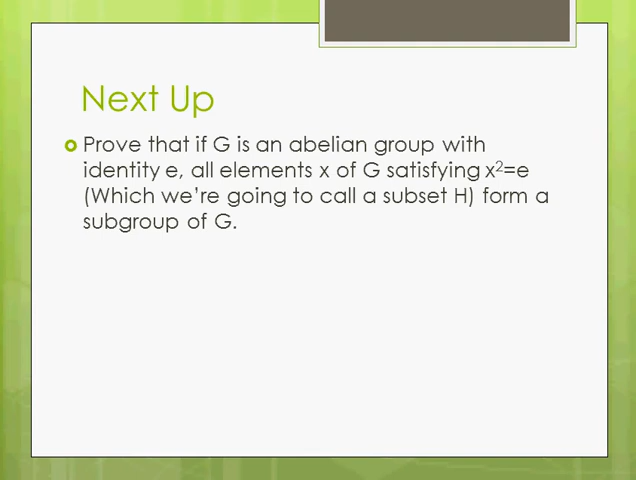 Next Up
Prove that if G is an abelian group with
identity e, all elements x of G satisfying x²=e
(Which we’re going to call a subset H) form a
subgroup of G.